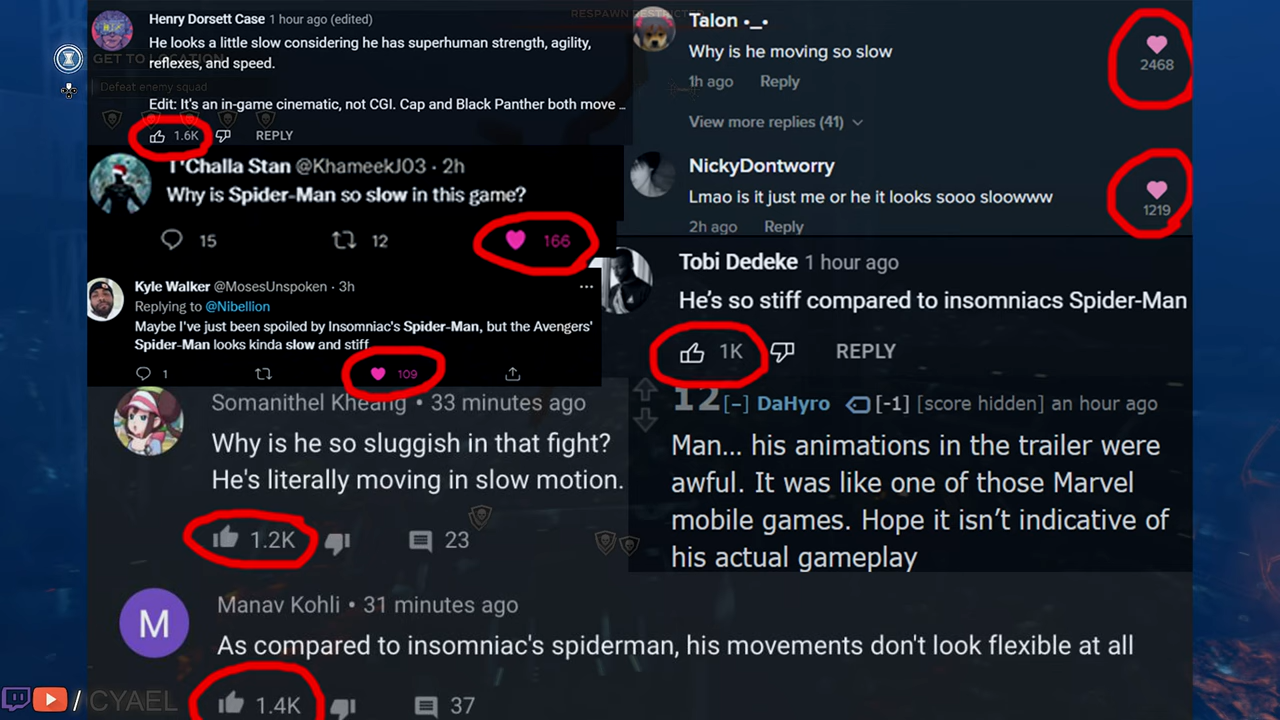 RESPAWN RESTRICTED
Henry Dorsett Case 1 hour ago (edited)
He looks a little slow considering he has superhuman strength, agility,
reflexes, and speed.
GET TO LOCATION
Defeat enemy squad
Edit: It's an in-game cinematic, not CGI. Cap and Black Panther both move ...
1.6K REPLY
T'Challa Stan @KhameekJ03 · 2h
Why is Spider-Man so slow in this game?
15 12 166
Kyle Walker @MosesUnspoken · 3h
Replying to @Nibellion
Maybe I've just been spoiled by Insomniac's Spider-Man, but the Avengers'
Spider-Man looks kinda slow and stiff
1 109
Somanithel Kheang • 33 minutes ago
Why is he so sluggish in that fight?
He's literally moving in slow motion.
1.2K 23
M
Manav Kohli • 31 minutes ago
As compared to insomniac's spiderman, his movements don't look flexible at all
1.4K 37
/ CYAEL
Talon •_•
Why is he moving so slow
2468
1h ago Reply
View more replies (41)
NickyDontworry
Lmao is it just me or he it looks sooo sloowww
1219
2h ago Reply
Tobi Dedeke 1 hour ago
He's so stiff compared to insomniacs Spider-Man
1K REPLY
12 [–] DaHyro [-1] [score hidden] an hour ago
Man... his animations in the trailer were
awful. It was like one of those Marvel
mobile games. Hope it isn't indicative of
his actual gameplay